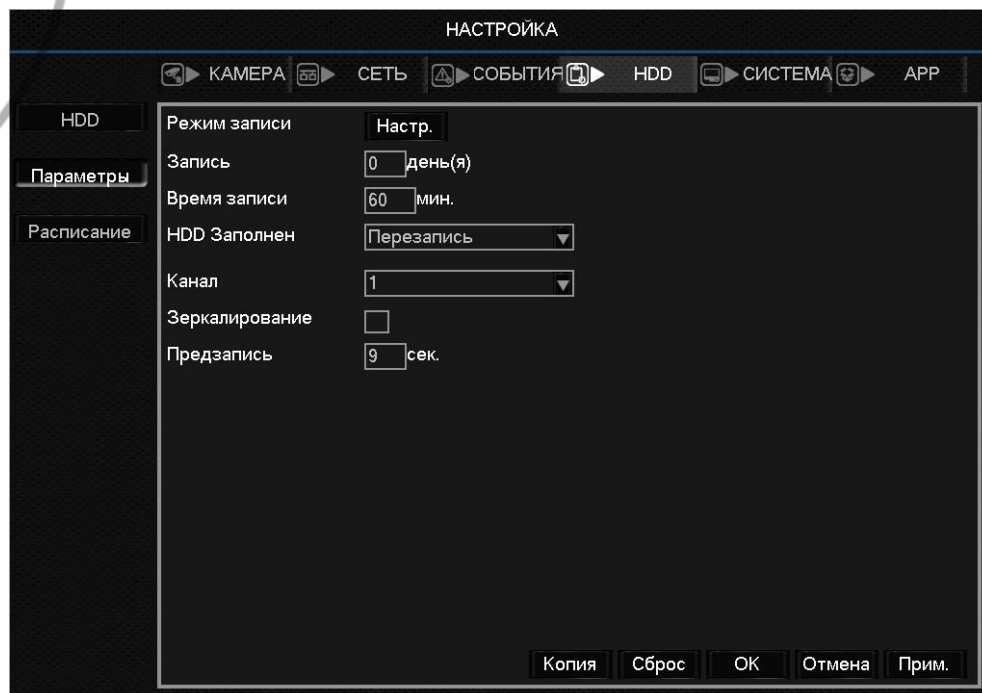 НАСТРОЙКА
КАМЕРА СЕТЬ СОБЫТИЯ HDD СИСТЕМА APP
HDD
Параметры
Расписание
Режим записи Настр.
Запись 0 день(я)
Время записи 60 мин.
HDD Заполнен Перезапись
Канал 1
Зеркалирование
Предзапись 9 сек.
Копия Сброс OK Отмена Прим.